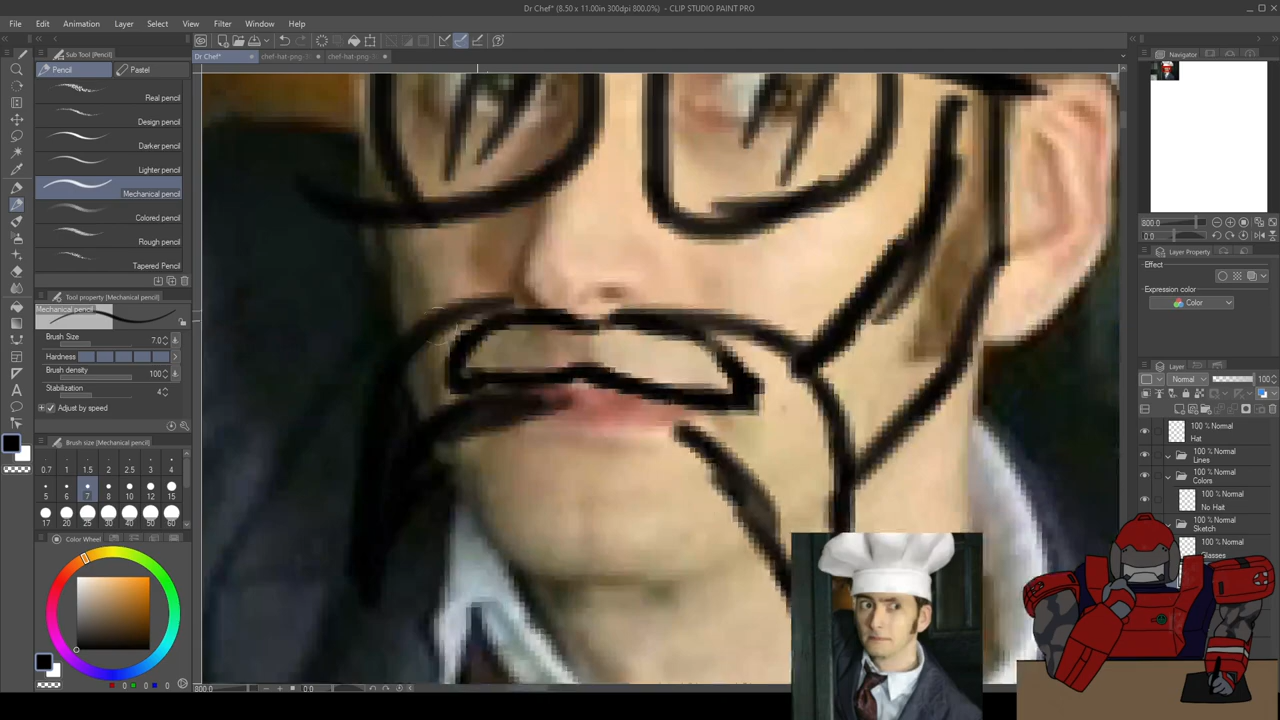 Dr Chef* (8.50 x 11.00in 300dpi 800.0%) - CLIP STUDIO PAINT PRO
File Edit Animation Layer Select View Filter Window Help
Sub Tool [Pencil]
Dr Chef*
chef-hat-png-
chef-hat-png-
Navigator
Pencil
Pastel
Real pencil
Design pencil
Darker pencil
Lighter pencil
Mechanical pencil
Colored pencil
Rough pencil
Tapered Pencil
Tool property [Mechanical pencil]
Mechanical pencil
Brush Size 7.0
Hardness
Brush density 100
Stabilization 4
Adjust by speed
Brush size [Mechanical pencil]
0.7 1 1.5 2 2.5 3 4
5 6 7 8 10 12 15
17 20 25 30 40 50 60
Color Wheel
0 0 0
800.0 0.0
800.0
0.0
Layer Property
Effect
Expression color
Color
Layer
Normal 100
100 % Normal
Hat
100 % Normal
Lines
100 % Normal
Colors
100 % Normal
No Hat
100 % Normal
Sketch
100 % Normal
Glasses